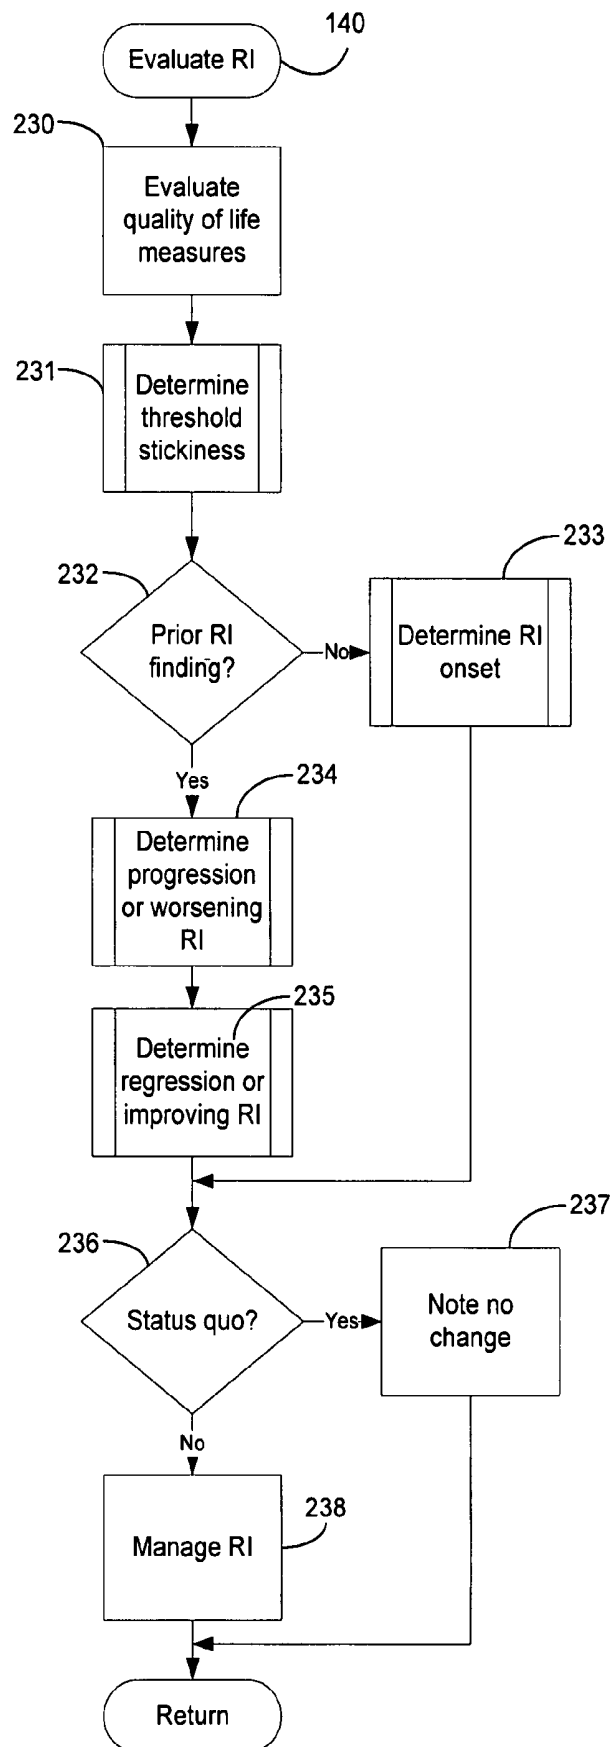 140
Evaluate RI
230
Evaluate
quality of life
measures
231
Determine
threshold
stickiness
232
Prior RI
finding?
No
233
Determine RI
onset
Yes
234
Determine
progression
or worsening
RI
235
Determine
regression or
improving RI
236
Status quo?
Yes
237
Note no
change
No
238
Manage RI
Return